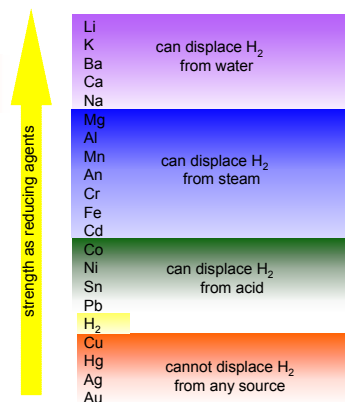 strength as reducing agents
Li
K
Ba
Ca
Na
can displace H₂
from water
Mg
Al
Mn
An
Cr
Fe
Cd
can displace H₂
from steam
Co
Ni
Sn
Pb
H₂
can displace H₂
from acid
Cu
Hg
Ag
Au
cannot displace H₂
from any source